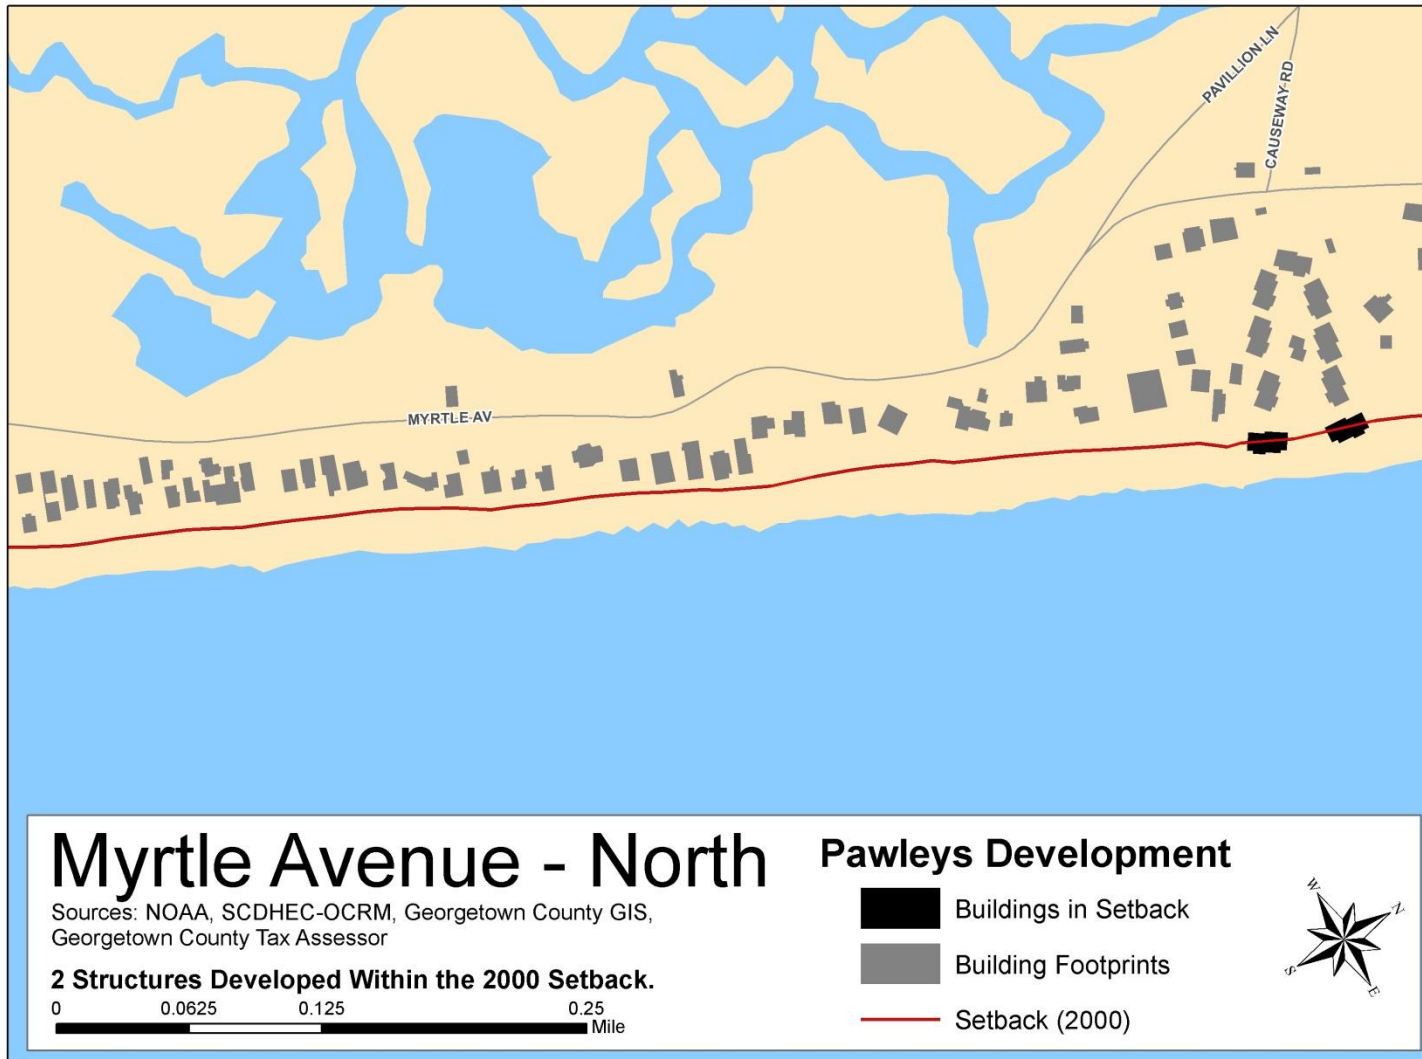 PAVILLION LN
CAUSEWAY RD
MYRTLE AV
Myrtle Avenue - North
Sources: NOAA, SCDHEC-OCRM, Georgetown County GIS,
Georgetown County Tax Assessor
2 Structures Developed Within the 2000 Setback.
0 0.0625 0.125 0.25
Mile
Pawleys Development
Buildings in Setback
Building Footprints
Setback (2000)
W
N
S
E